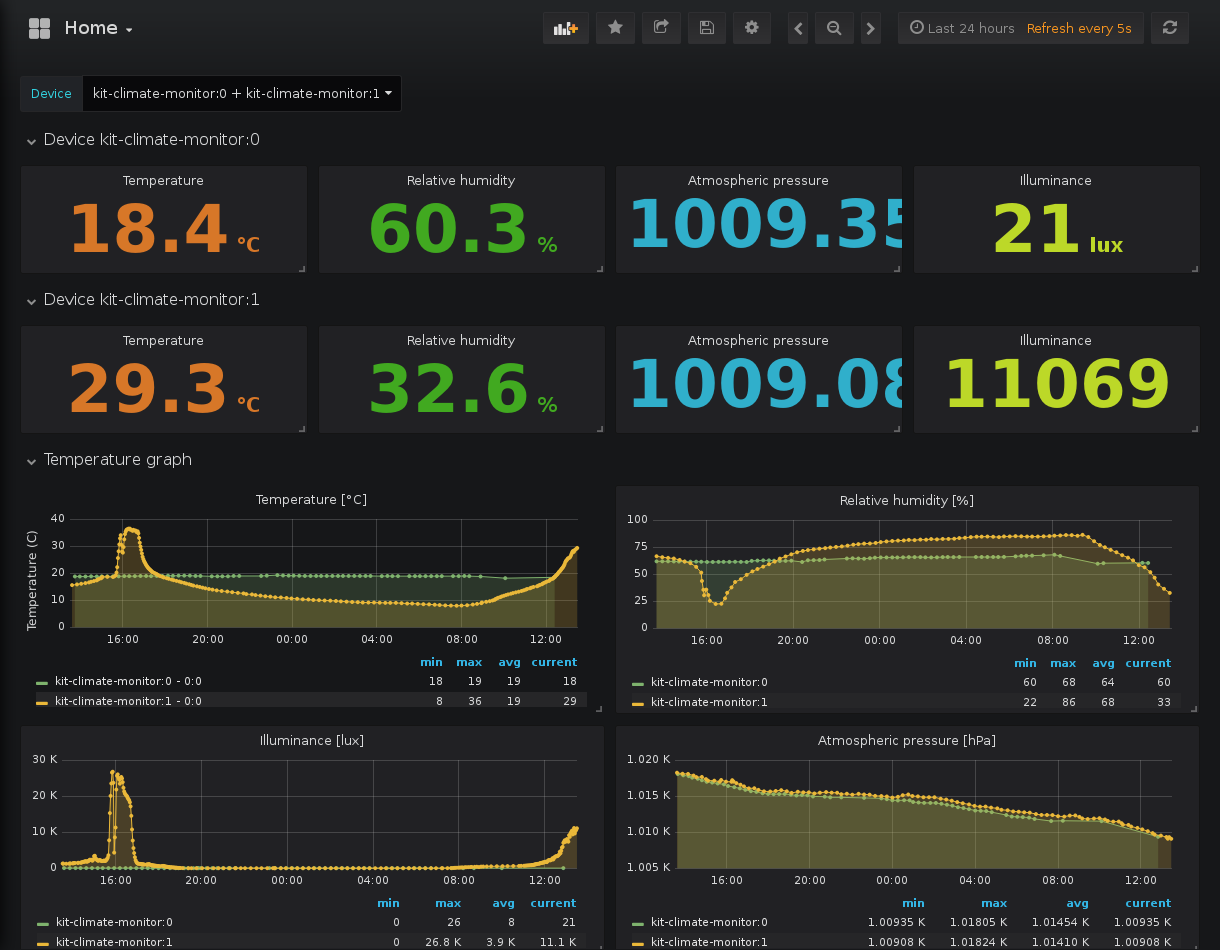 Home
Last 24 hours Refresh every 5s
Device kit-climate-monitor:0 + kit-climate-monitor:1
Device kit-climate-monitor:0
Temperature Relative humidity Atmospheric pressure Illuminance
18.4 °C 60.3 % 1009.35 21 lux
Device kit-climate-monitor:1
Temperature Relative humidity Atmospheric pressure Illuminance
29.3 °C 32.6 % 1009.08 11069
Temperature graph
Temperature [°C]
Temperature (C)
40
30
20
10
0
16:00 20:00 00:00 04:00 08:00 12:00
min max avg current
kit-climate-monitor:0 - 0:0 18 19 19 18
kit-climate-monitor:1 - 0:0 8 36 19 29
Relative humidity [%]
100
75
50
25
0
16:00 20:00 00:00 04:00 08:00 12:00
min max avg current
kit-climate-monitor:0 60 68 64 60
kit-climate-monitor:1 22 86 68 33
Illuminance [lux]
30 K
20 K
10 K
0
16:00 20:00 00:00 04:00 08:00 12:00
min max avg current
kit-climate-monitor:0 0 26 8 21
kit-climate-monitor:1 0 26.8 K 3.9 K 11.1 K
Atmospheric pressure [hPa]
1.020 K
1.015 K
1.010 K
1.005 K
16:00 20:00 00:00 04:00 08:00 12:00
min max avg current
kit-climate-monitor:0 1.00935 K 1.01805 K 1.01454 K 1.00935 K
kit-climate-monitor:1 1.00908 K 1.01824 K 1.01410 K 1.00908 K